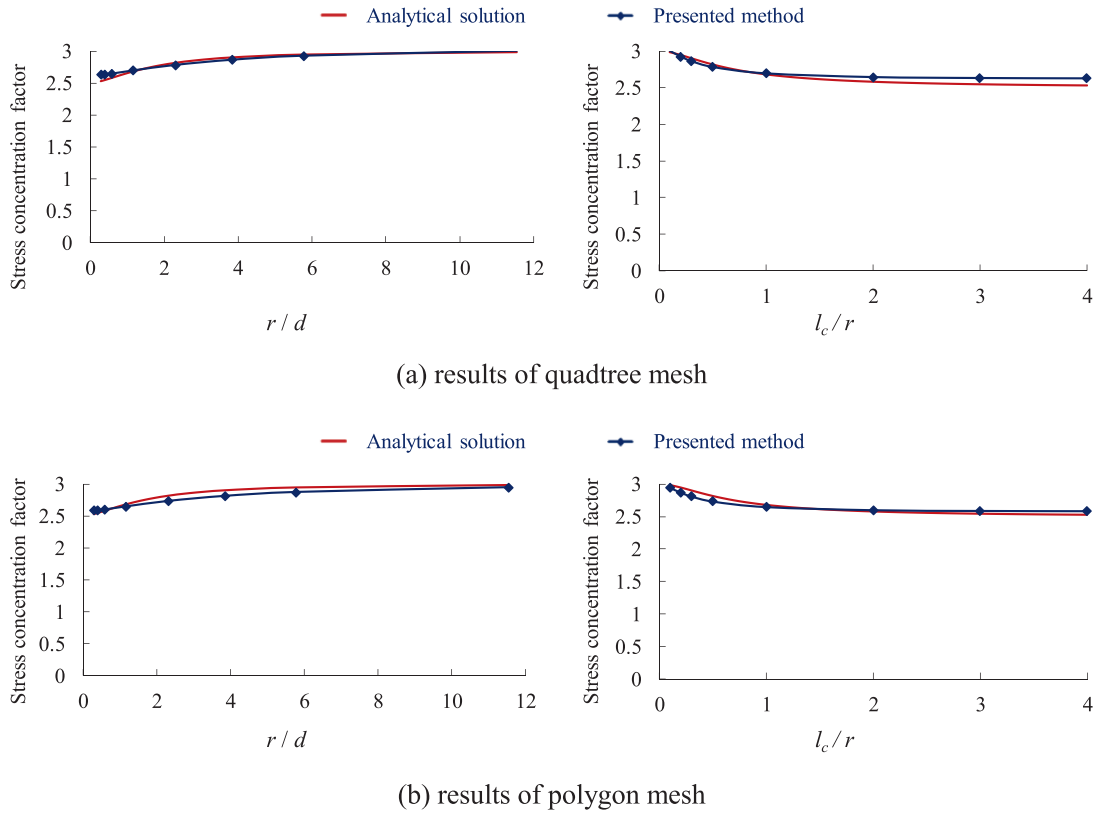 Analytical solution Presented method
Stress concentration factor
3
2.5
2
1.5
1
0.5
0
0 2 4 6 8 10 12
r / d
Stress concentration factor
3
2.5
2
1.5
1
0.5
0
0 1 2 3 4
lc / r
(a) results of quadtree mesh
Analytical solution Presented method
Stress concentration factor
3
2.5
2
1.5
1
0.5
0
0 2 4 6 8 10 12
r / d
Stress concentration factor
3
2.5
2
1.5
1
0.5
0
0 1 2 3 4
lc / r
(b) results of polygon mesh